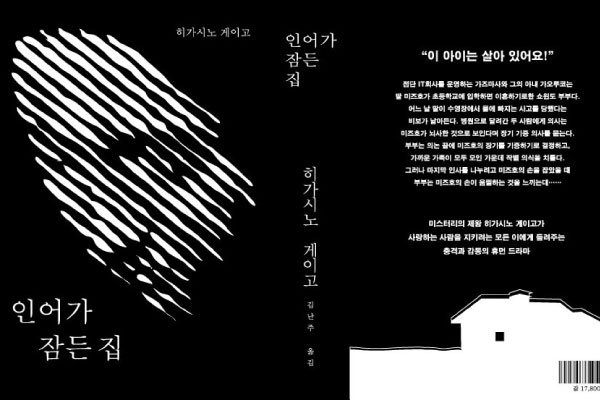 히가시노 게이고
인어가
잠든 집
인어가
잠든
집
히가시노 게이고
김난주 옮김
“이 아이는 살아 있어요!”
첨단 IT회사를 운영하는 가즈마사와 그의 아내 가오루코는
딸 미즈호가 초등학교에 입학하면 이혼하기로한 쇼윈도 부부다.
어느 날 딸이 수영장에서 물에 빠지는 사고를 당했다는
비보가 날아든다. 병원으로 달려간 두 사람에게 의사는
미즈호가 뇌사한 것으로 보인다며 장기 기증 의사를 묻는다.
부부는 의논 끝에 미즈호의 장기를 기증하기로 결정하고,
가까운 가족이 모두 모인 가운데 작별 의식을 치른다.
그러나 마지막 인사를 나누려고 미즈호의 손을 잡았을 때
부부는 미즈호의 손이 움찔하는 것을 느끼는데……
미스터리의 제왕 히가시노 게이고가
사랑하는 사람을 지키려는 모든 이에게 들려주는
충격과 감동의 휴먼 드라마
값 17,800